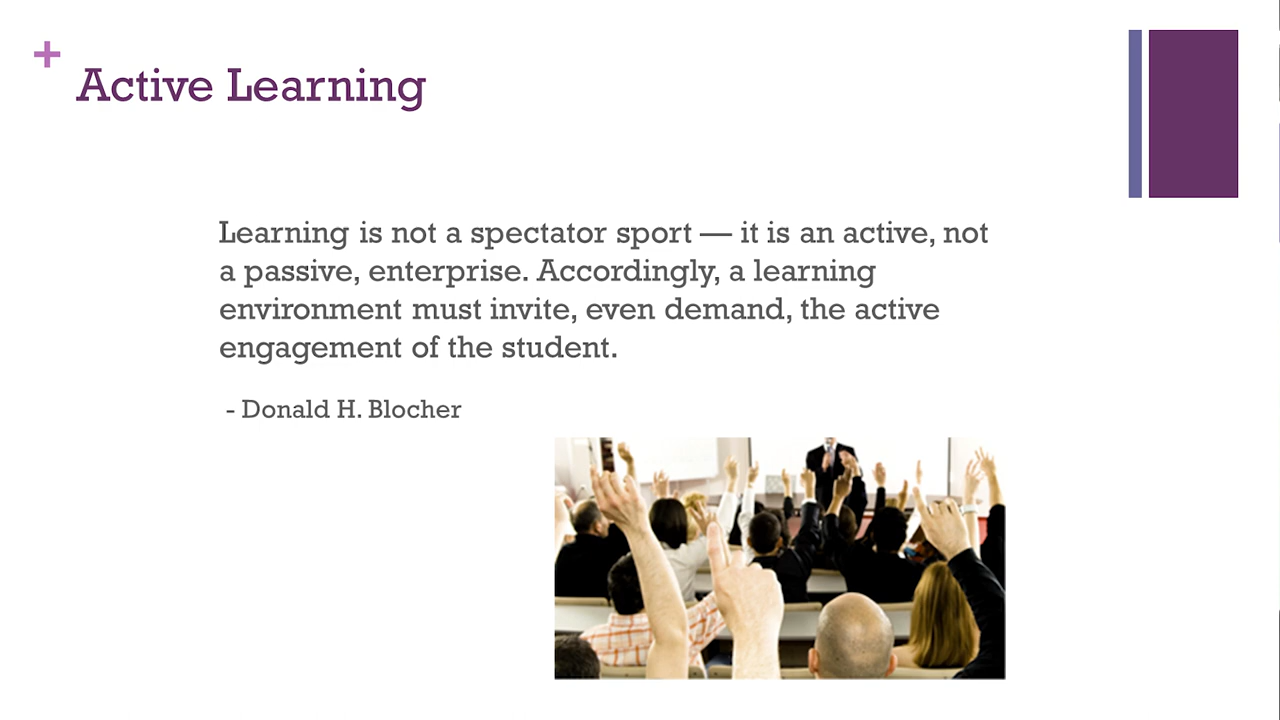 +
Active Learning
Learning is not a spectator sport — it is an active, not
a passive, enterprise. Accordingly, a learning
environment must invite, even demand, the active
engagement of the student.
- Donald H. Blocher